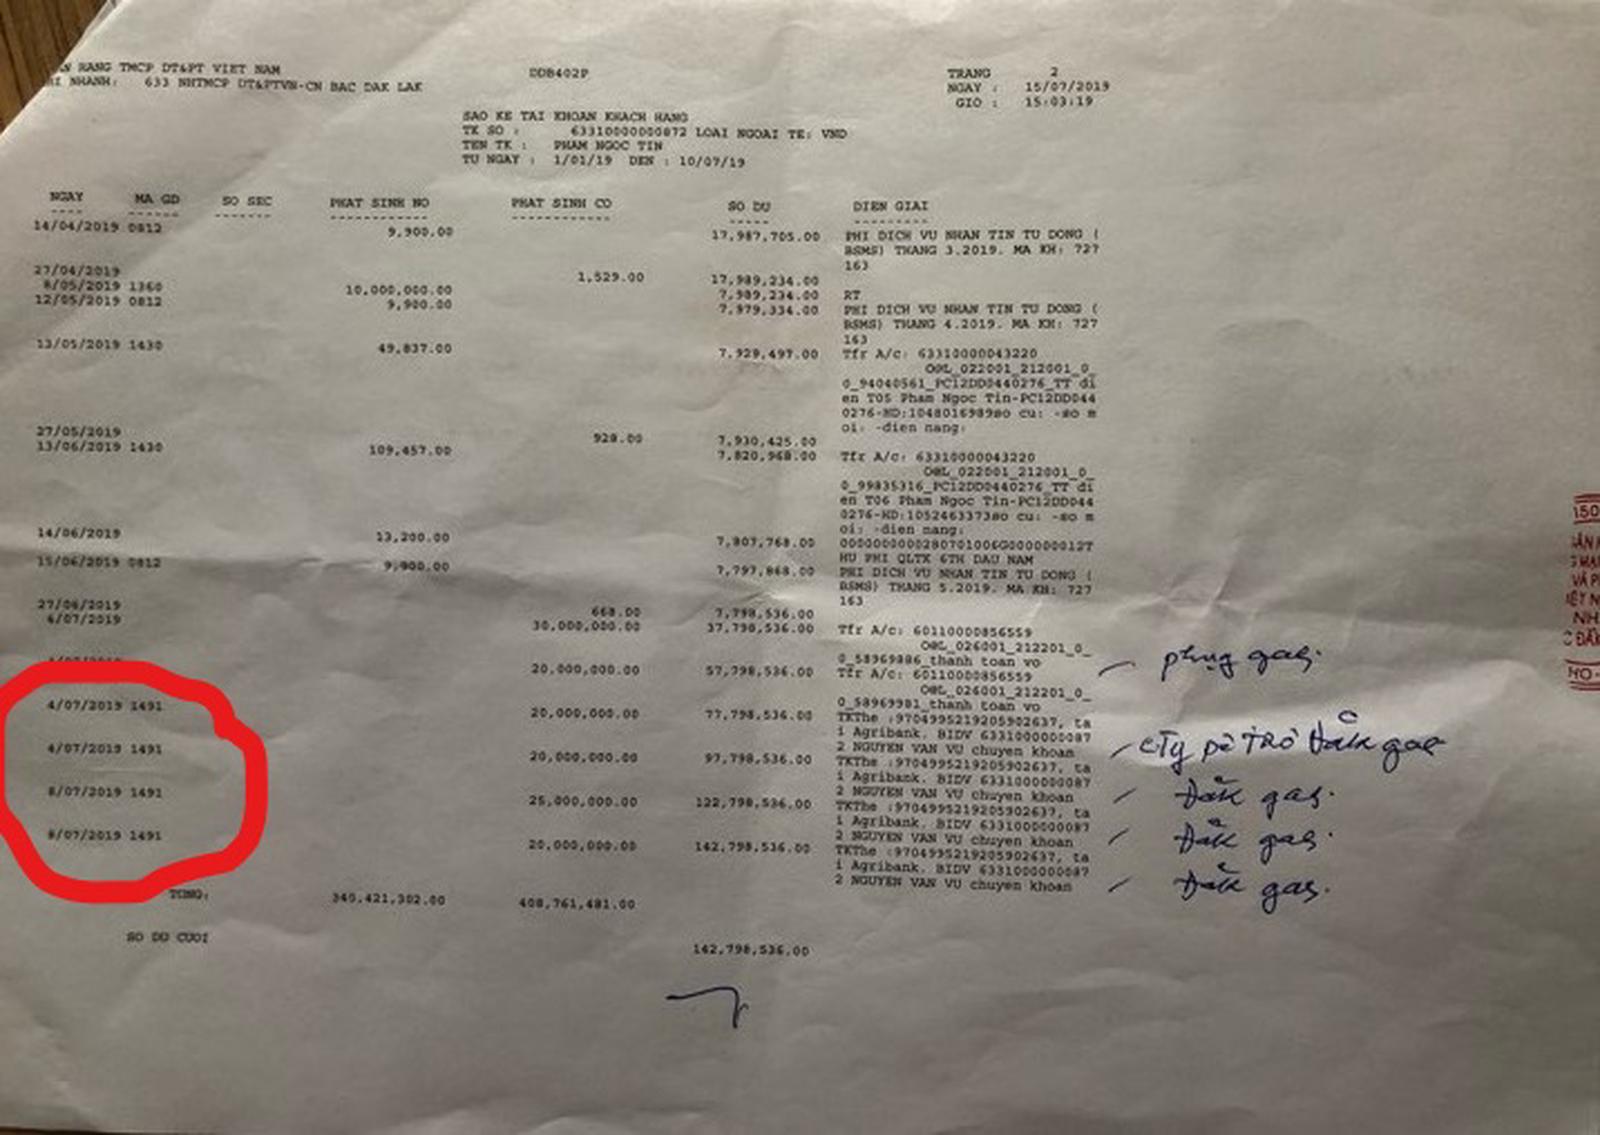 RANG TMCP DT&PT VIET NAM
NHANH: 633 NHTMCP DT&PTVN-CN BAC DAK LAK
DDB402P
TRANG 2
NGAY : 15/07/2019
GIO : 15:03:19
SAO KE TAI KHOAN KHACH HANG
TK SO : 63310000000872 LOAI NGOAI TE: VND
TEN TK : PHAM NGOC TIN
TU NGAY : 1/01/19 DEN : 10/07/19
NGAY MA GD SO SEC PHAT SINH NO PHAT SINH CO SO DU DIEN GIAI
14/04/2019 0812 9,900.00 17,987,705.00 PHI DICH VU NHAN TIN TU DONG (
BSMS) THANG 3.2019. MA KH: 727
163
27/04/2019 1,529.00 17,989,234.00
8/05/2019 1360 10,000,000.00 7,989,234.00 RT
12/05/2019 0812 9,900.00 7,979,334.00 PHI DICH VU NHAN TIN TU DONG (
BSMS) THANG 4.2019. MA KH: 727
163
13/05/2019 1430 49,837.00 7,929,497.00 Tfr A/c: 63310000043220
O@L_022001_212001_0_
0_94040561_PC12DD0440276_TT di
en T05 Pham Ngoc Tin-PC12DD044
0276-HD:1048016989so cu: -so m
oi: -dien nang:
27/05/2019 928.00 7,930,425.00
13/06/2019 1430 109,457.00 7,820,968.00 Tfr A/c: 63310000043220
O@L_022001_212001_0_
0_99835316_PC12DD0440276_TT di
en T06 Pham Ngoc Tin-PC12DD044
0276-HD:1052463373so cu: -so m
oi: -dien nang:
14/06/2019 13,200.00 7,807,768.00 0000000000280701006G000000012T
HU PHI QLTK 6TH DAU NAM
15/06/2019 0812 9,900.00 7,797,868.00 PHI DICH VU NHAN TIN TU DONG (
BSMS) THANG 5.2019. MA KH: 727
163
27/06/2019 668.00 7,798,536.00
4/07/2019 30,000,000.00 37,798,536.00 Tfr A/c: 60110000856559
O@L_026001_212201_0_
0_58969886_thanh toan vo
phụng gas.
20,000,000.00 57,798,536.00 Tfr A/c: 60110000856559
O@L_026001_212201_0_
0_58969981_thanh toan vo
4/07/2019 1491 20,000,000.00 77,798,536.00 TKThe :9704995219205902637, ta
i Agribank. BIDV 6331000000087
2 NGUYEN VAN VU chuyen khoan
cTy pê TRÔ Đăk gas
4/07/2019 1491 20,000,000.00 97,798,536.00 TKThe :9704995219205902637, ta
i Agribank. BIDV 6331000000087
2 NGUYEN VAN VU chuyen khoan
Đăk gas.
8/07/2019 1491 25,000,000.00 122,798,536.00 TKThe :9704995219205902637, ta
i Agribank. BIDV 6331000000087
2 NGUYEN VAN VU chuyen khoan
Đăk gas.
8/07/2019 1491 20,000,000.00 142,798,536.00 TKThe :9704995219205902637, ta
i Agribank. BIDV 6331000000087
2 NGUYEN VAN VU chuyen khoan
Đăk gas.
TONG: 340,421,302.00 408,761,481.00
SO DU CUOI 142,798,536.00